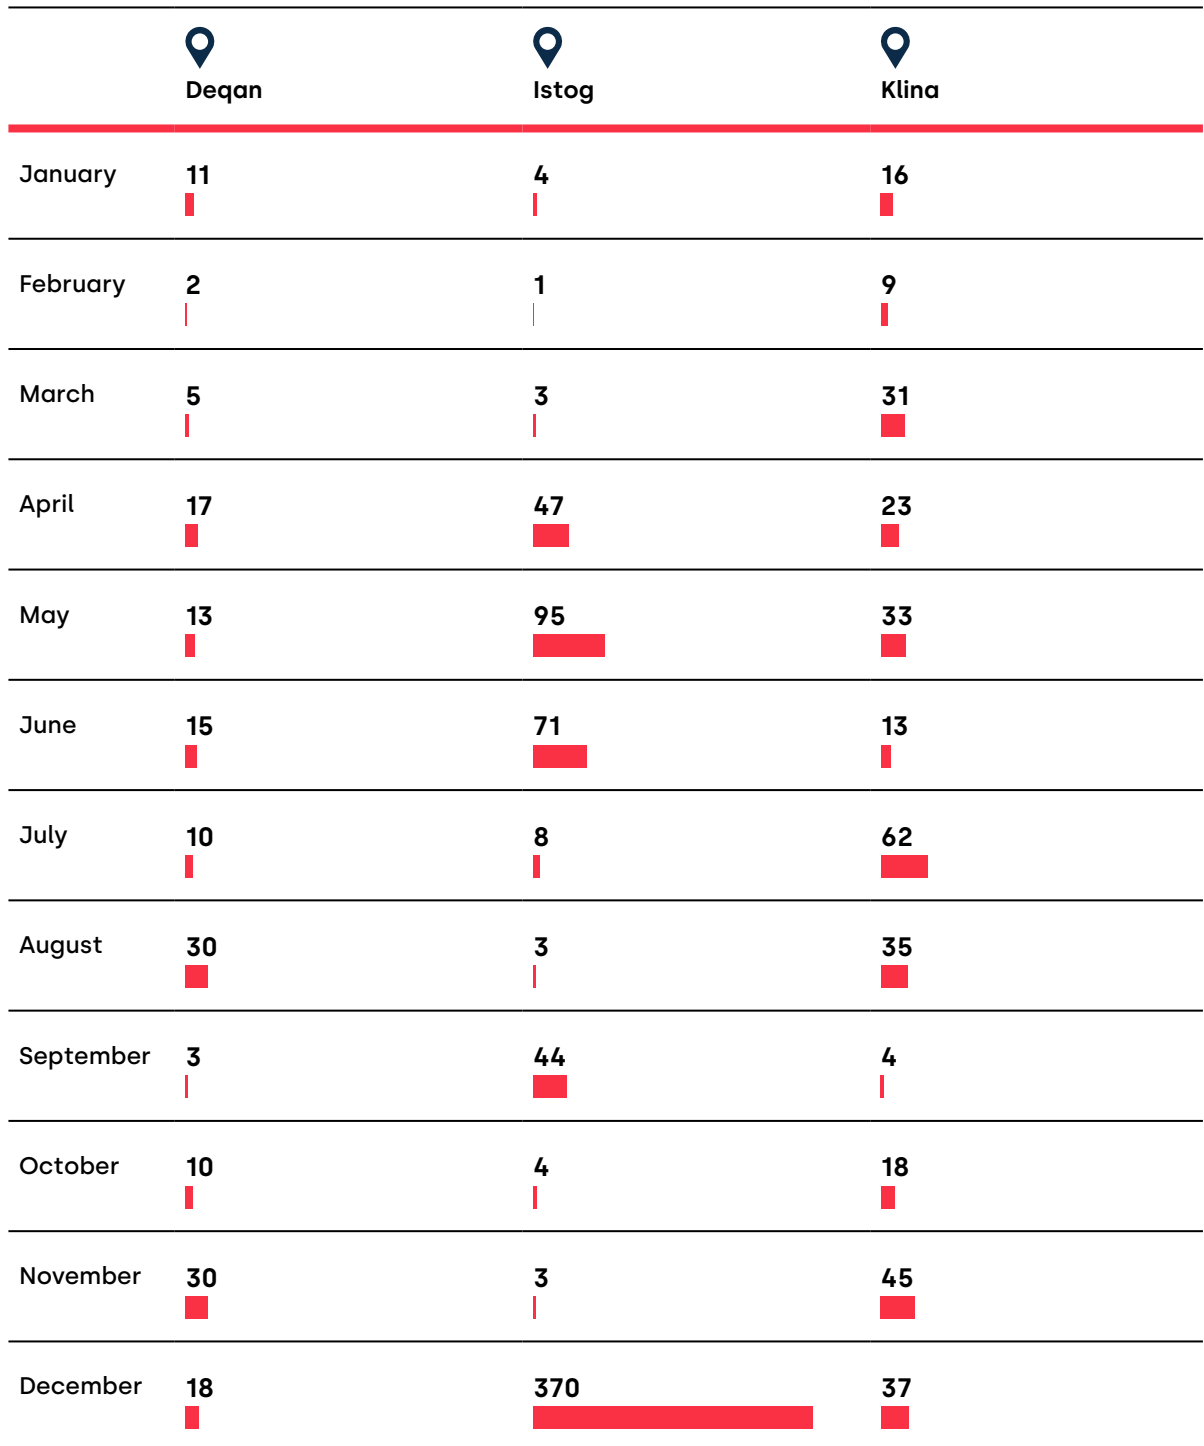 Deqan Istog Klina
January 11 4 16
February 2 1 9
March 5 3 31
April 17 47 23
May 13 95 33
June 15 71 13
July 10 8 62
August 30 3 35
September 3 44 4
October 10 4 18
November 30 3 45
December 18 370 37